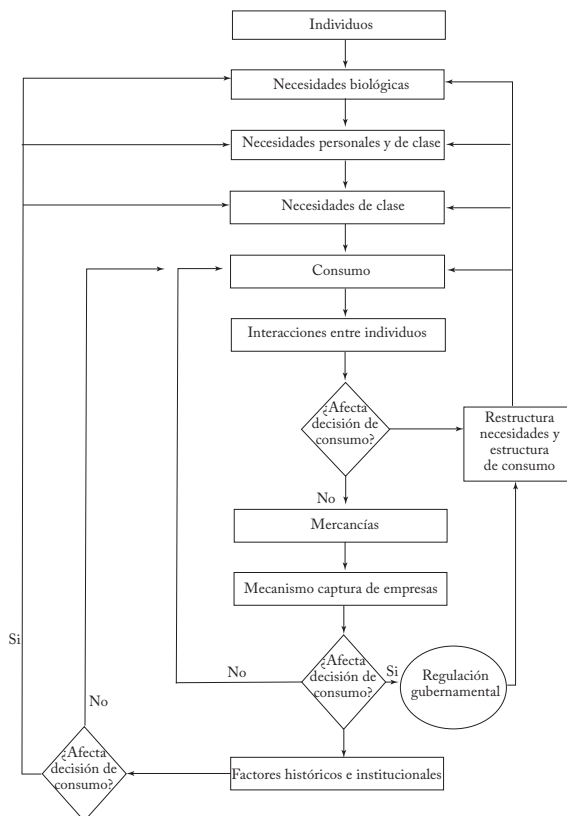 Individuos
Necesidades biológicas
Necesidades personales y de clase
Necesidades de clase
Consumo
Interacciones entre individuos
¿Afecta
decisión de
consumo?
Restructura
necesidades y
estructura
de consumo
No
Mercancías
Mecanismo captura de empresas
Si
¿Afecta
decisión de
consumo?
No
Si
Regulación
gubernamental
No
¿Afecta
decisión de
consumo?
Factores históricos e institucionales